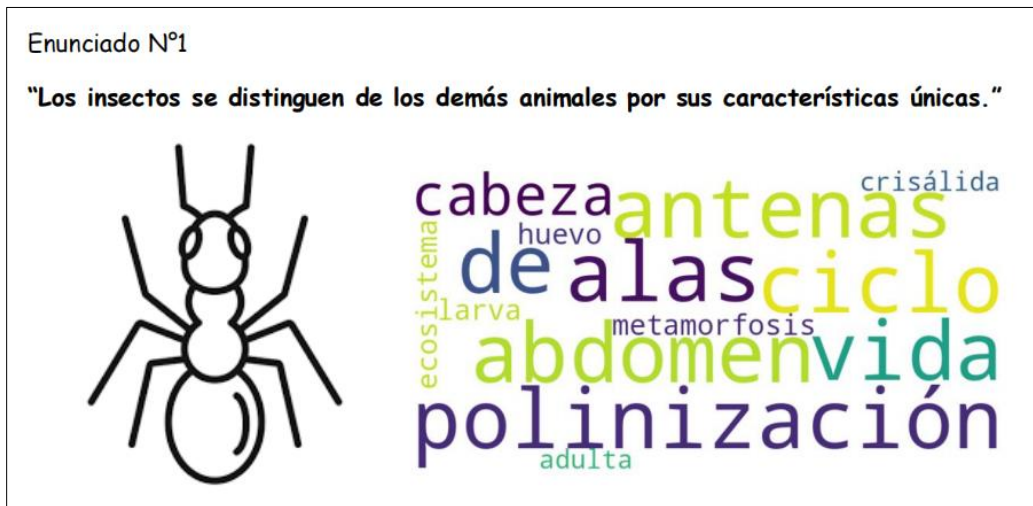 Enunciado Nº1
“Los insectos se distinguen de los demás animales por sus características únicas.”
cabeza
antenas
crisálida
huevo
ecosistema
de
alas
ciclo
larva
metamorfosis
abdomen
vida
polinización
adulta